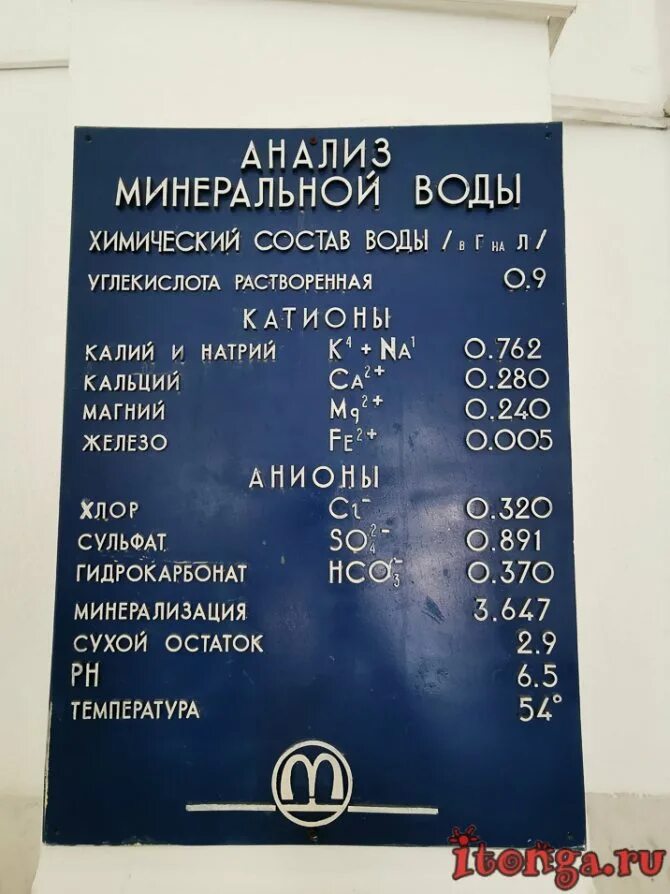 АНАЛИЗ
МИНЕРАЛЬНОЙ ВОДЫ
ХИМИЧЕСКИЙ СОСТАВ ВОДЫ / в Г НА Л /
УГЛЕКИСЛОТА РАСТВОРЕННАЯ 0.9
КАТИОНЫ
КАЛИЙ И НАТРИЙ K⁴ + NA¹ 0.762
КАЛЬЦИЙ CA²⁺ 0.280
МАГНИЙ Mg²⁺ 0.240
ЖЕЛЕЗО FE²⁺ 0.005
АНИОНЫ
ХЛОР Cl⁻ 0.320
СУЛЬФАТ SO₄²⁻ 0.891
ГИДРОКАРБОНАТ HCO₃⁻ 0.370
МИНЕРАЛИЗАЦИЯ 3.647
СУХОЙ ОСТАТОК 2.9
PH 6.5
ТЕМПЕРАТУРА 54°
m
itonga.ru